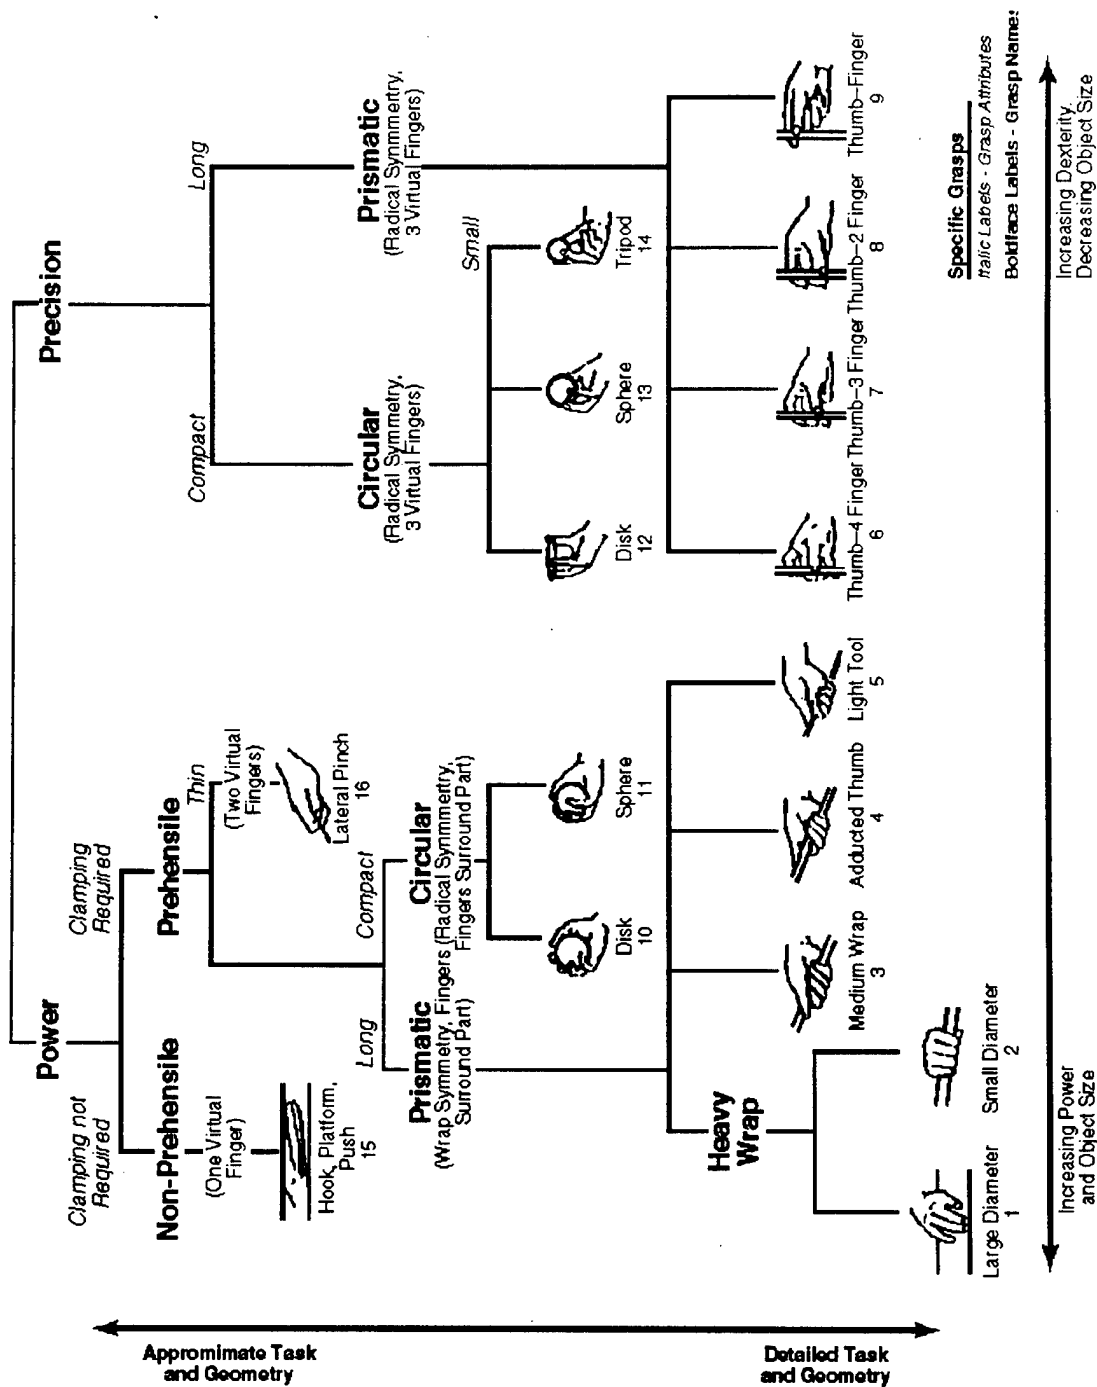 Power
Precision
Clamping not
Required
Clamping
Required
Compact
Long
Non-Prehensile
(One Virtual
Finger)
Hook, Platform,
Push
15
Prehensile
Thin
(Two Virtual
Fingers)
Lateral Pinch
16
Long
Compact
Prismatic
(Wrap Symmetry, Fingers
Surround Part)
Circular
(Radical Symmmetry,
Fingers Surround Part)
Circular
(Radical Symmetry,
3 Virtual Fingers)
Prismatic
(Radical Synmmertry,
3 Virtual Fingers)
Small
Disk
10
Sphere
11
Disk
12
Sphere
13
Tripod
14
Heavy
Wrap
Medium Wrap
3
Adducted Thumb
4
Light Tool
5
Thumb–4 Finger
6
Thumb–3 Finger
7
Thumb–2 Finger
8
Thumb–Finger
9
Large Diameter
1
Small Diameter
2
Specific Grasps
Italic Labels - Grasp Attributes
Boldface Labels - Grasp Names
Increasing Power
and Object Size
Increasing Dexterity
Decreasing Object Size
Approximate Task
and Geometry
Detailed Task
and Geometry